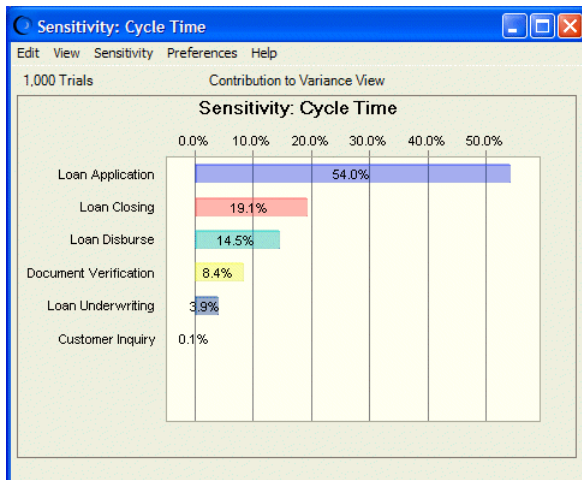 Sensitivity: Cycle Time
Edit View Sensitivity Preferences Help
1,000 Trials Contribution to Variance View
Sensitivity: Cycle Time
0.0% 10.0% 20.0% 30.0% 40.0% 50.0%
Loan Application 54.0%
Loan Closing 19.1%
Loan Disburse 14.5%
Document Verification 8.4%
Loan Underwriting 3.9%
Customer Inquiry 0.1%